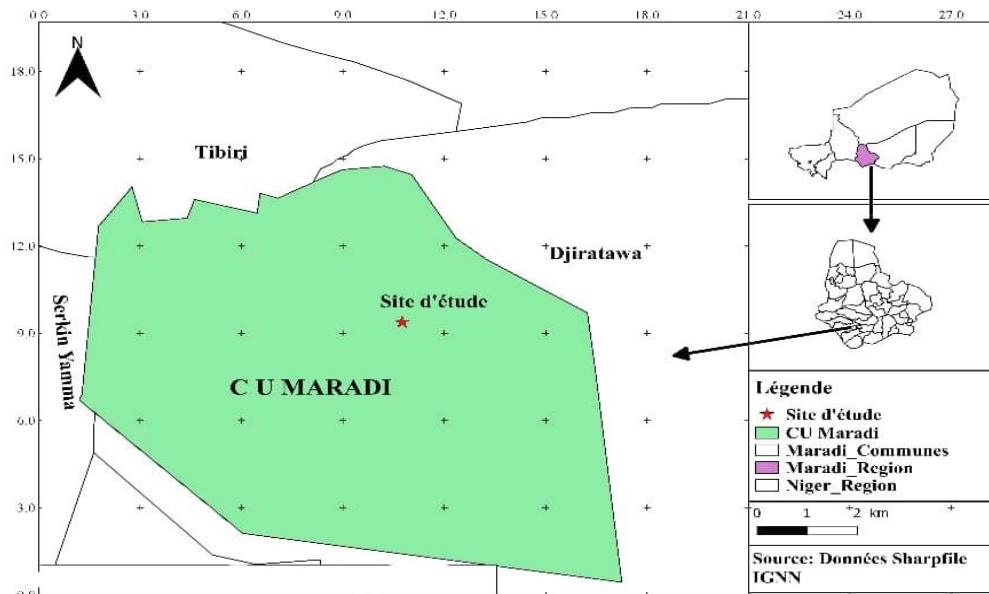 0.0 3.0 6.0 9.0 12.0 15.0 18.0 21.0 24.0 27.0
N
18.0
Tibiri
15.0
12.0
Djiratawa
Site d'étude
Serkin Yamma
9.0
C U MARADI
6.0
3.0
0.0
Légende
Site d'étude
CU Maradi
Maradi_Communes
Maradi_Region
Niger_Region
0 1 2 km
Source: Données Sharpfile
IGNN